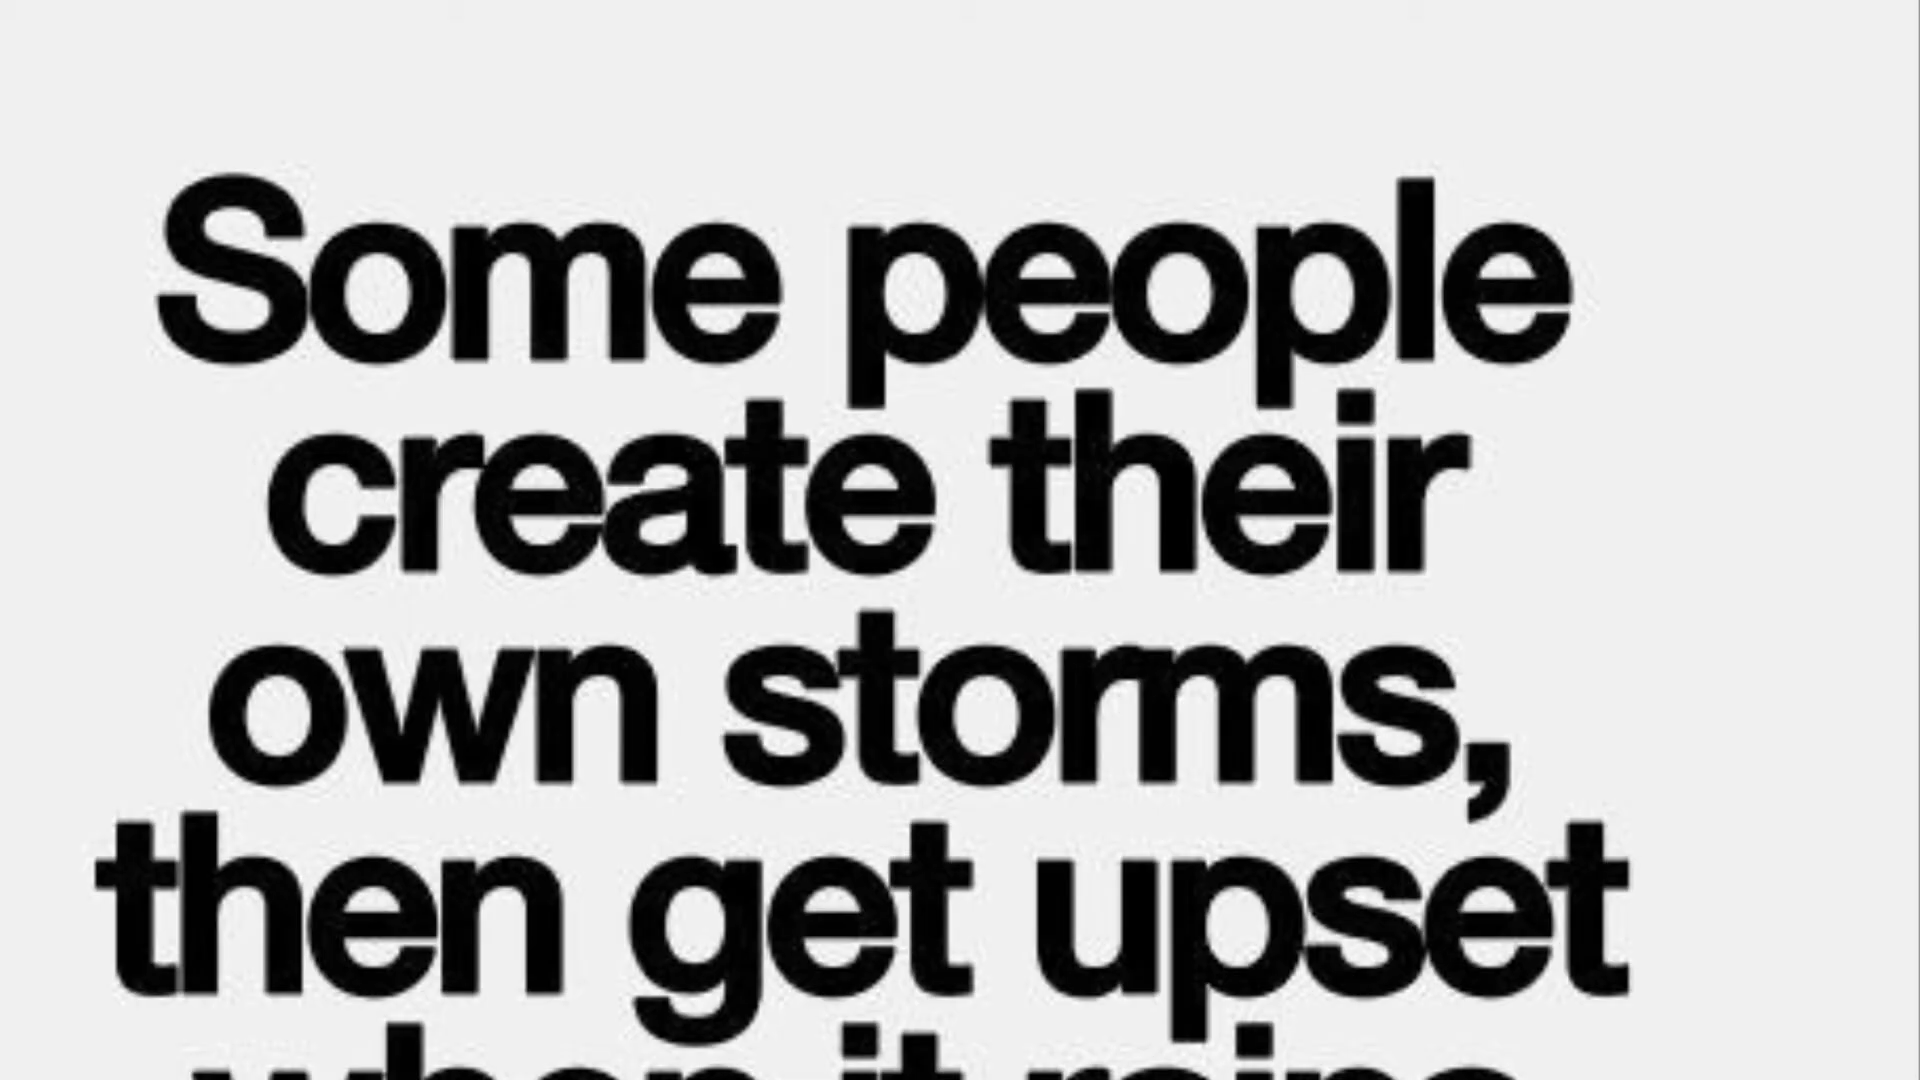 Some people
create their
own storms,
then get upset
when it rains